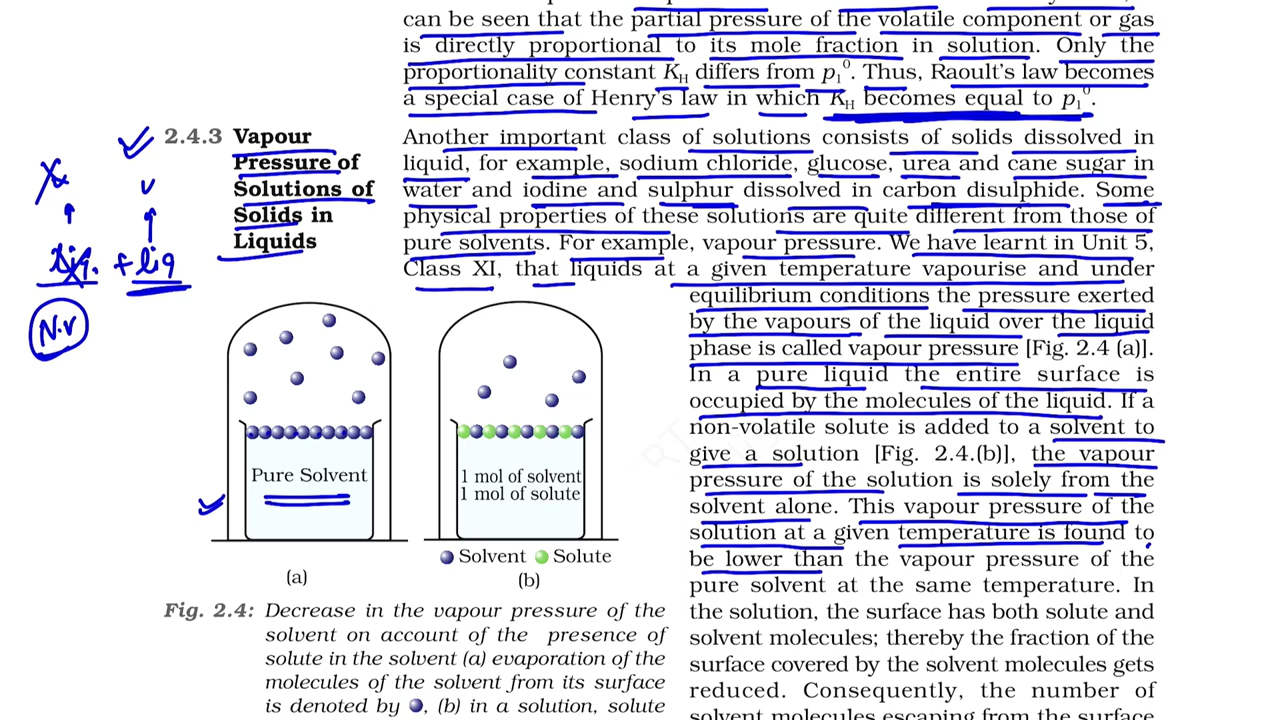 can be seen that the partial pressure of the volatile component or gas
is directly proportional to its mole fraction in solution. Only the
proportionality constant K_H differs from p₁⁰. Thus, Raoult's law becomes
a special case of Henry's law in which K_H becomes equal to p₁⁰.
2.4.3 Vapour
Pressure of
Solutions of
Solids in
Liquids
Another important class of solutions consists of solids dissolved in
liquid, for example, sodium chloride, glucose, urea and cane sugar in
water and iodine and sulphur dissolved in carbon disulphide. Some
physical properties of these solutions are quite different from those of
pure solvents. For example, vapour pressure. We have learnt in Unit 5,
Class XI, that liquids at a given temperature vapourise and under
equilibrium conditions the pressure exerted
by the vapours of the liquid over the liquid
phase is called vapour pressure [Fig. 2.4 (a)].
In a pure liquid the entire surface is
occupied by the molecules of the liquid. If a
non-volatile solute is added to a solvent to
give a solution [Fig. 2.4.(b)], the vapour
pressure of the solution is solely from the
solvent alone. This vapour pressure of the
solution at a given temperature is found to
be lower than the vapour pressure of the
pure solvent at the same temperature. In
the solution, the surface has both solute and
solvent molecules; thereby the fraction of the
surface covered by the solvent molecules gets
reduced. Consequently, the number of
solvent molecules escaping from the surface
+ liq
N.V
Pure Solvent
1 mol of solvent
1 mol of solute
Solvent Solute
(a) (b)
Fig. 2.4: Decrease in the vapour pressure of the
solvent on account of the presence of
solute in the solvent (a) evaporation of the
molecules of the solvent from its surface
is denoted by , (b) in a solution, solute